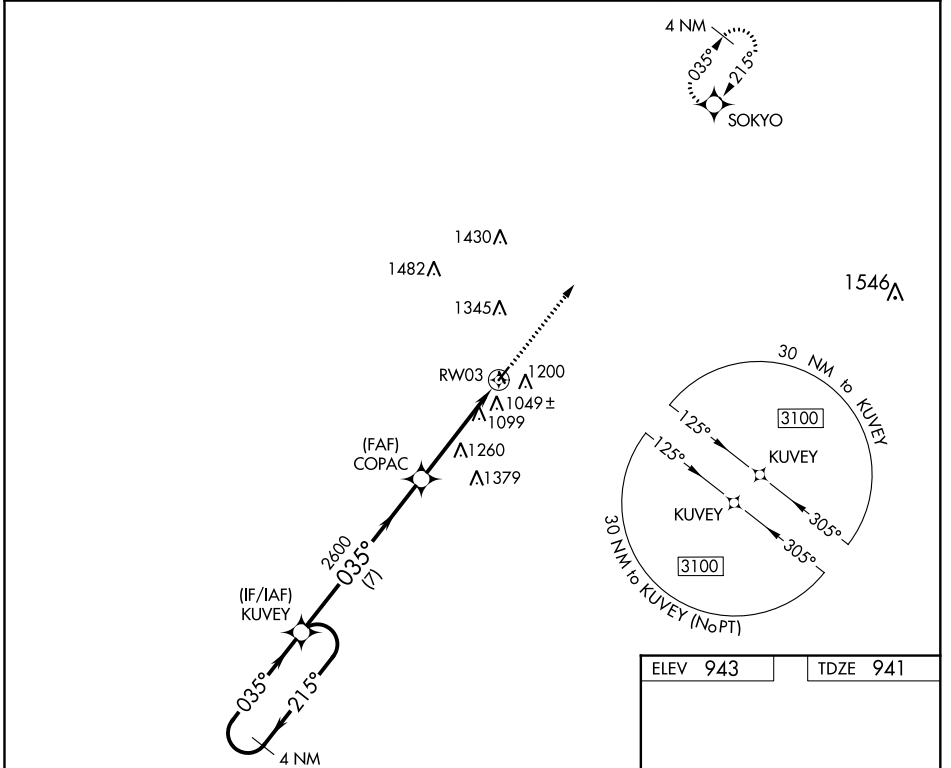 4 NM
035°
215°
SOKYO
1430
1482
1546
1345
30 NM to KUVEY
RW03
1200
1049±
1099
125°
3100
(FAF)
COPAC
1260
1379
125°
KUVEY
KUVEY
305°
305°
2600
035°
(7)
3100
30 NM to KUVEY (NoPT)
(IF/IAF)
KUVEY
035°
215°
4 NM
ELEV 943
TDZE 941